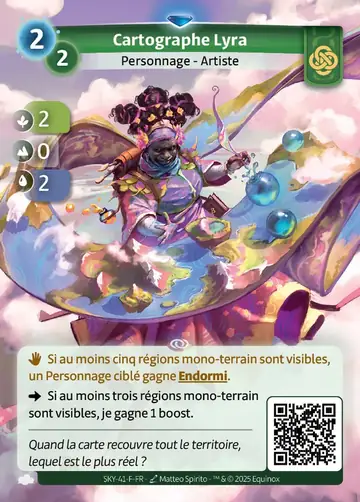 2
2
Cartographe Lyra
Personnage - Artiste
2
0
2
Si au moins cinq régions mono-terrain sont visibles,
un Personnage ciblé gagne Endormi.
Si au moins trois régions mono-terrain
sont visibles, je gagne 1 boost.
Quand la carte recouvre tout le territoire,
lequel est le plus réel ?
SKY-41-F-FR - Matteo Spirito - ™ & © 2025 Equinox